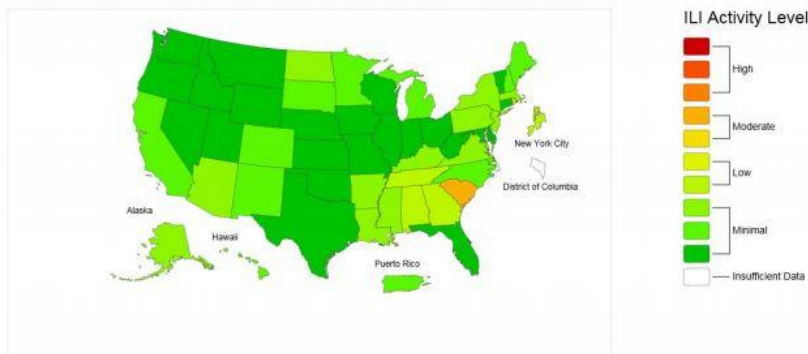 ILI Activity Level
High
Moderate
Low
Minimal
Insufficient Data
New York City
District of Columbia
Alaska
Hawaii
Puerto Rico